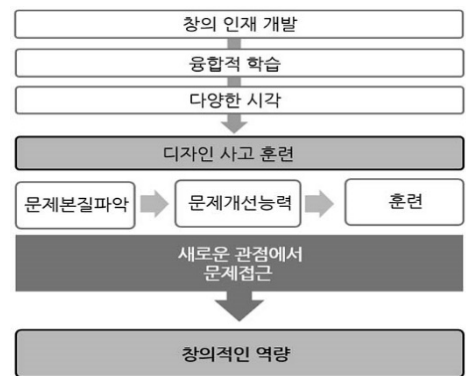 창의 인재 개발
융합적 학습
다양한 시각
디자인 사고 훈련
문제본질파악
문제개선능력
훈련
새로운 관점에서
문제접근
창의적인 역량